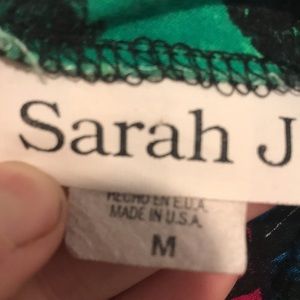 Sarah J
HECHO EN E.U.A.
MADE IN U.S.A.
M